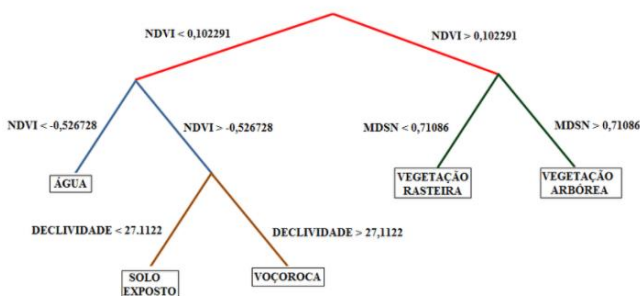 NDVI < 0,102291
NDVI > 0,102291
NDVI < -0,526728
NDVI > -0,526728
MDSN < 0,71086
MDSN > 0,71086
ÁGUA
VEGETAÇÃO
RASTEIRA
VEGETAÇÃO
ARBÓREA
DECLIVIDADE < 27.1122
DECLIVIDADE > 27,1122
SOLO
EXPOSTO
VOÇOROCA